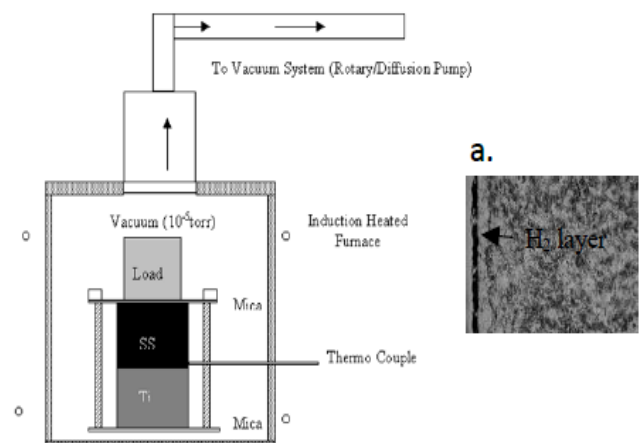 To Vacuum System (Rotary/Diffusion Pump)
a.
Vacuum (10⁻⁵torr)
Induction Heated
Furnace
H₂ layer
Load
Mica
SS
Thermo Couple
Ti
Mica